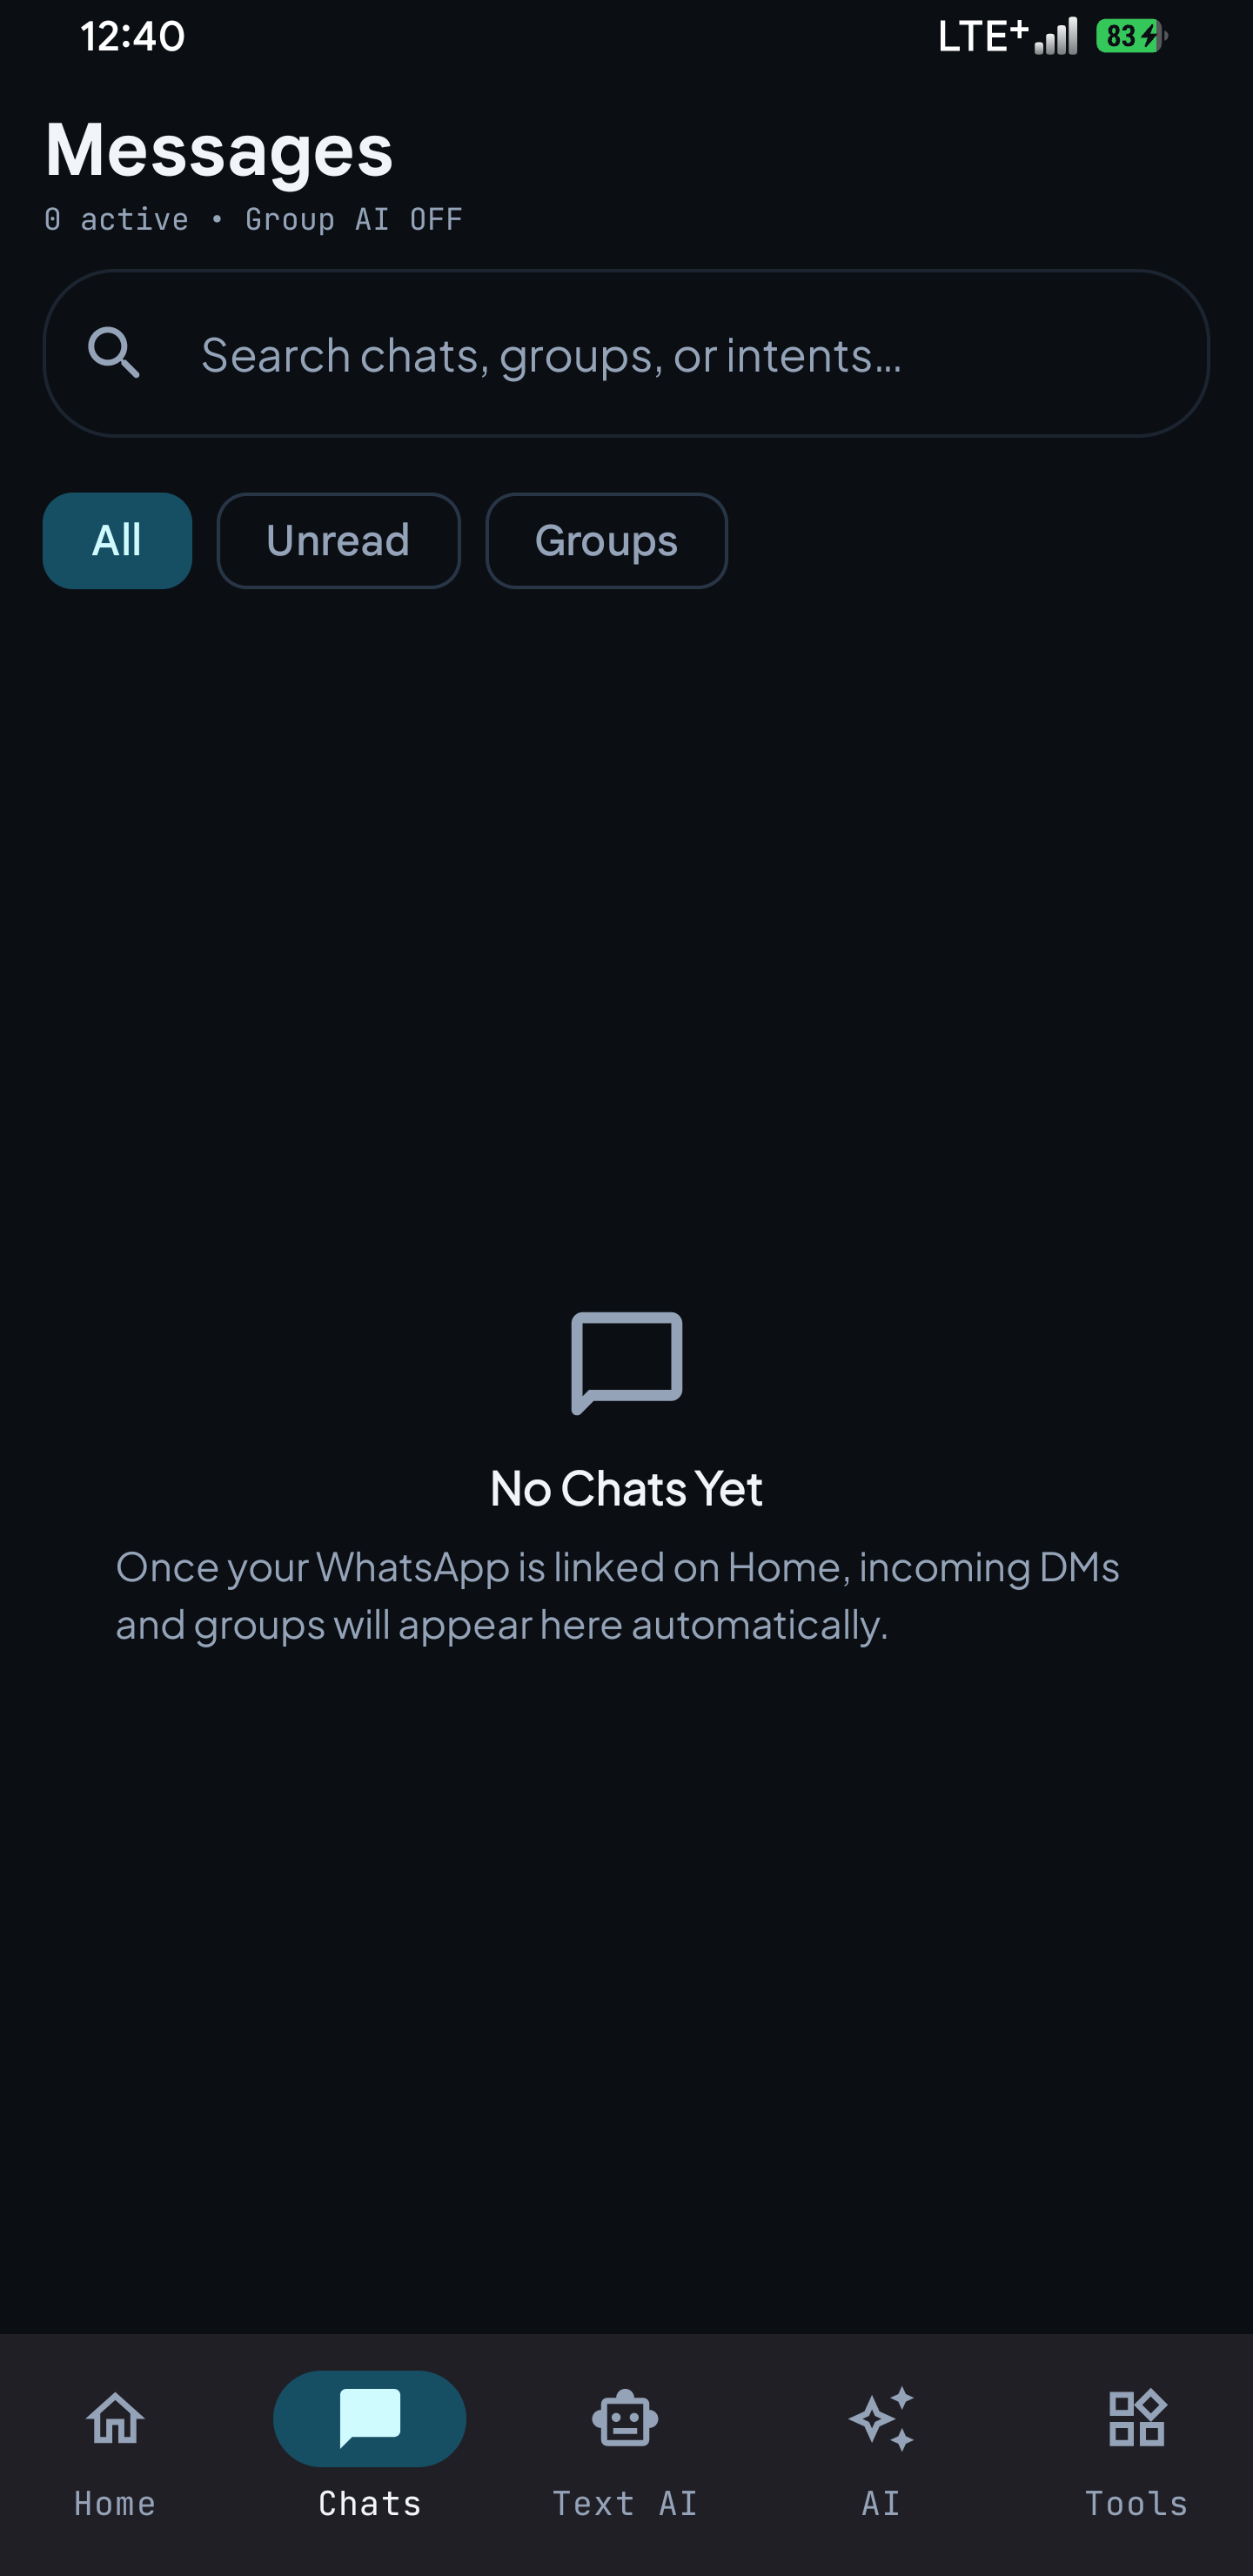 12:40
LTE+ 83
Messages
0 active • Group AI OFF
Search chats, groups, or intents...
All Unread Groups
No Chats Yet
Once your WhatsApp is linked on Home, incoming DMs
and groups will appear here automatically.
Home Chats Text AI AI Tools